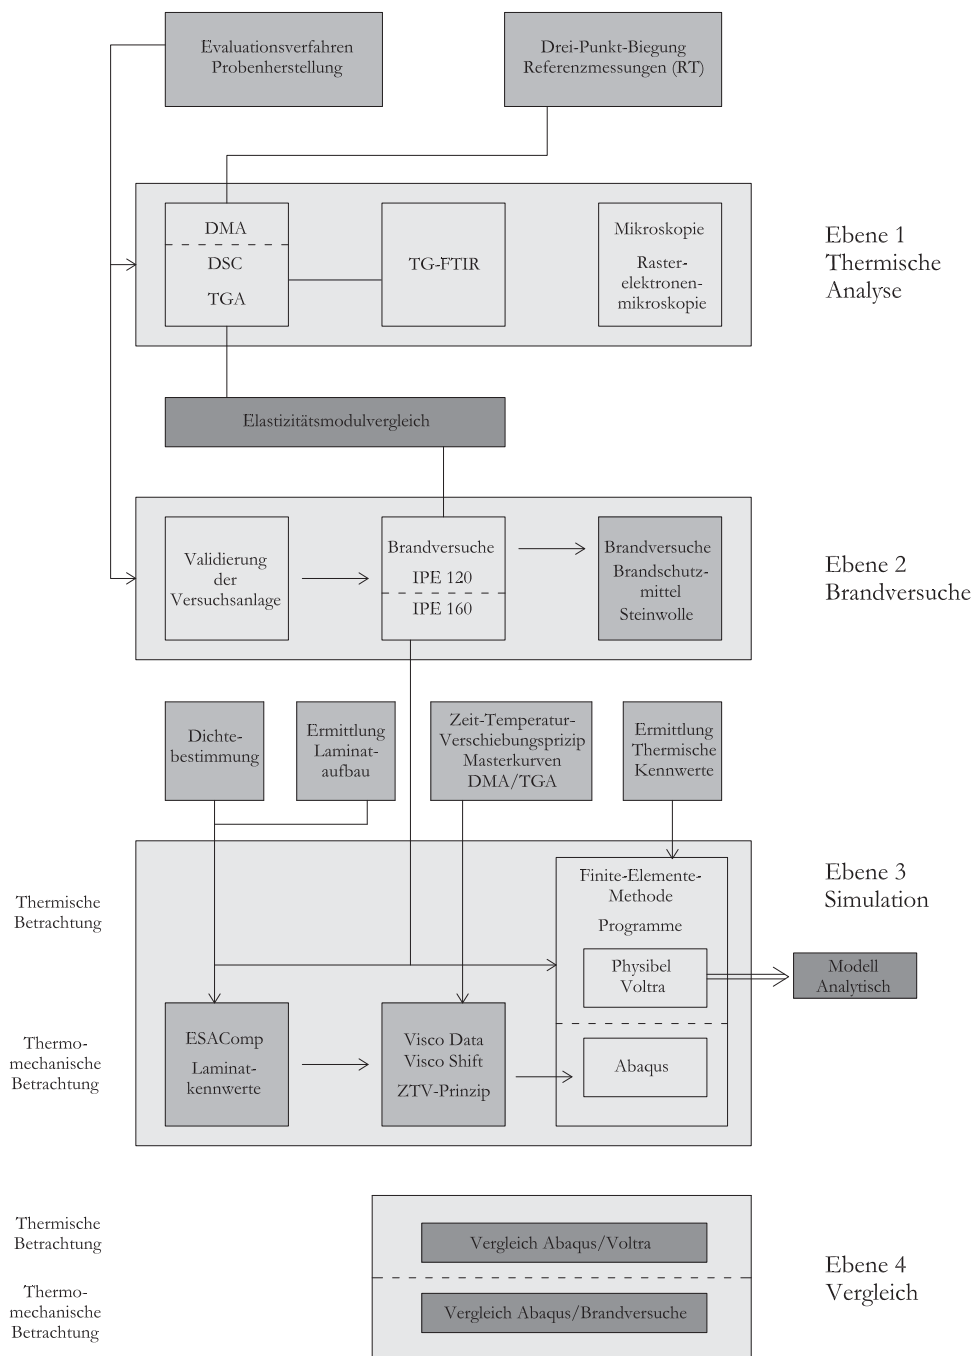 Evaluationsverfahren
Probenherstellung
Drei-Punkt-Biegung
Referenzmessungen (RT)
DMA
DSC
TGA
TG-FTIR
Mikroskopie
Raster-
elektronen-
mikroskopie
Ebene 1
Thermische
Analyse
Elastizitätsmodulvergleich
Validierung
der
Versuchsanlage
Brandversuche
IPE 120
IPE 160
Brandversuche
Brandschutz-
mittel
Steinwolle
Ebene 2
Brandversuche
Dichte-
bestimmung
Ermittlung
Laminat-
aufbau
Zeit-Temperatur-
Verschiebungsprizip
Masterkurven
DMA/TGA
Ermittlung
Thermische
Kennwerte
Thermische
Betrachtung
Finite-Elemente-
Methode
Programme
Physibel
Voltra
Ebene 3
Simulation
Modell
Analytisch
Thermo-
mechanische
Betrachtung
ESAComp
Laminat-
kennwerte
Visco Data
Visco Shift
ZTV-Prinzip
Abaqus
Thermische
Betrachtung
Vergleich Abaqus/Voltra
Thermo-
mechanische
Betrachtung
Vergleich Abaqus/Brandversuche
Ebene 4
Vergleich